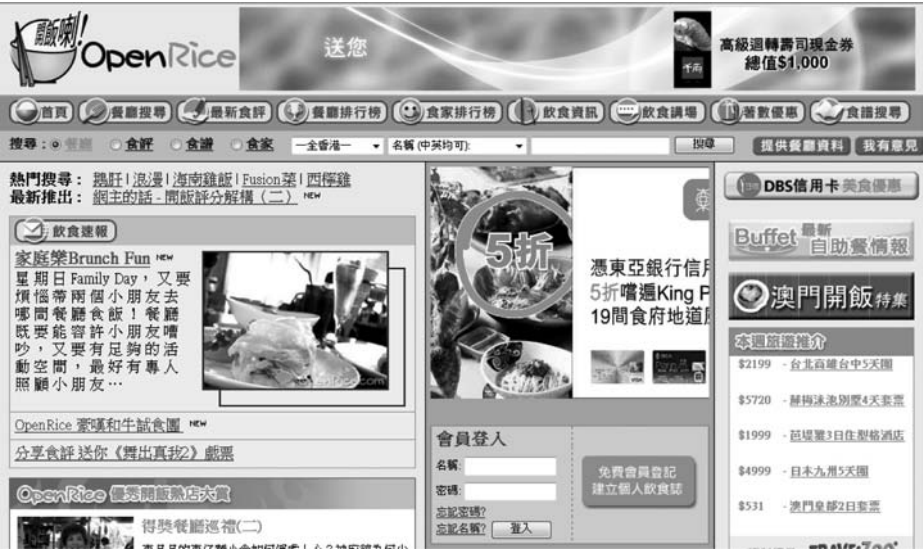 開飯喇!
OpenRice
送您
千両
高級迴轉壽司現金券
總值$1,000
首頁 餐廳搜尋 最新食評 餐廳排行榜 食家排行榜 飲食資訊 飲食講場 著數優惠 食譜搜尋
搜尋: 餐廳 食評 食譜 食家 -全香港- 名稱 (中英均可): 搜尋 提供餐廳資料 我有意見
熱門搜尋: 鵝肝 | 浪漫 | 海南雞飯 | Fusion菜 | 西檸雞
最新推出: 網主的話 - 開飯評分解構(二) NEW
飲食速報
家庭樂Brunch Fun NEW
星期日 Family Day,又要
煩惱帶兩個小朋友去
哪間餐廳食飯!餐廳
既要能容許小朋友嘈
吵,又要有足夠的活
動空間,最好有專人
照顧小朋友…
OpenRice 豪嘆和牛試食團 NEW
分享食評 送你《舞出真我2》戲票
OpenRice 優秀開飯熱店大賞
得獎餐廳巡禮(二)
5折
憑東亞銀行信用
5折嚐遍King P
19間食府地道
會員登入
名稱:
密碼:
忘記密碼?
忘記名稱? 登入
免費會員登記
建立個人飲食誌
DBS信用卡 美食優惠
Buffet 最新自助餐情報
澳門開飯 特集
本週旅遊推介
$2199 - 台北高雄台中5天團
$5720 - 蘇梅泳池別墅4天套票
$1999 - 芭堤雅3日住型格酒店
$4999 - 日本九州5天團
$531 - 澳門皇都2日套票